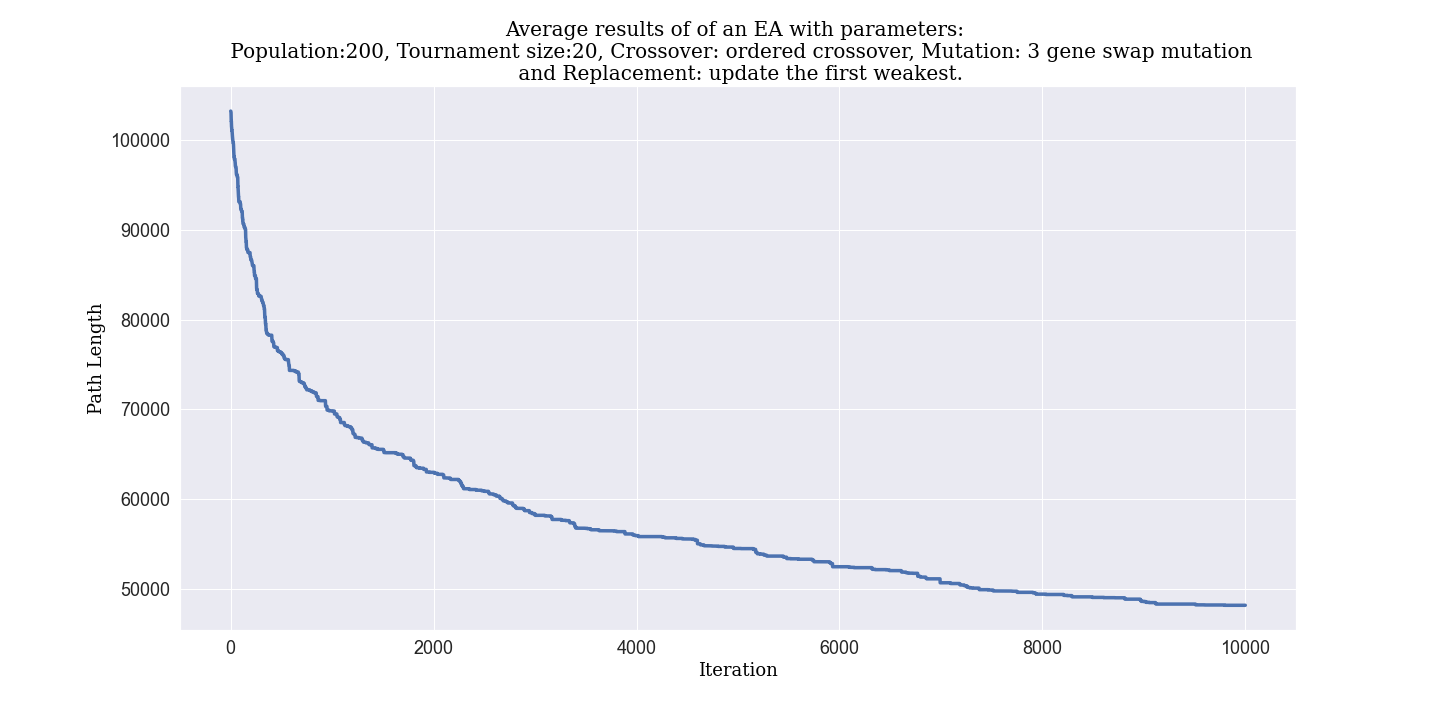 Average results of of an EA with parameters:
Population:200, Tournament size:20, Crossover: ordered crossover, Mutation: 3 gene swap mutation
and Replacement: update the first weakest.
100000
90000
80000
70000
60000
50000
Path Length
0 2000 4000 6000 8000 10000
Iteration